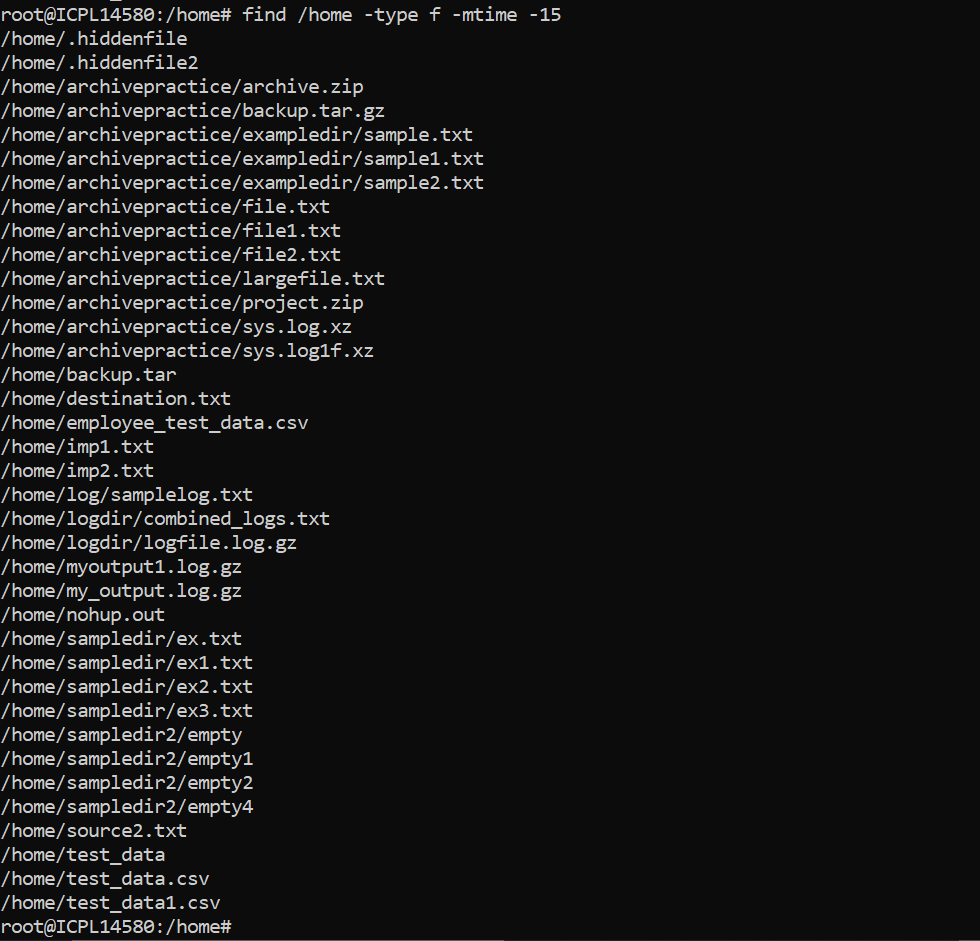 root@ICPL14580:/home# find /home -type f -mtime -15
/home/.hiddenfile
/home/.hiddenfile2
/home/archivepractice/archive.zip
/home/archivepractice/backup.tar.gz
/home/archivepractice/exampledir/sample.txt
/home/archivepractice/exampledir/sample1.txt
/home/archivepractice/exampledir/sample2.txt
/home/archivepractice/file.txt
/home/archivepractice/file1.txt
/home/archivepractice/file2.txt
/home/archivepractice/largefile.txt
/home/archivepractice/project.zip
/home/archivepractice/sys.log.xz
/home/archivepractice/sys.log1f.xz
/home/backup.tar
/home/destination.txt
/home/employee_test_data.csv
/home/imp1.txt
/home/imp2.txt
/home/log/samplelog.txt
/home/logdir/combined_logs.txt
/home/logdir/logfile.log.gz
/home/myoutput1.log.gz
/home/my_output.log.gz
/home/nohup.out
/home/sampledir/ex.txt
/home/sampledir/ex1.txt
/home/sampledir/ex2.txt
/home/sampledir/ex3.txt
/home/sampledir2/empty
/home/sampledir2/empty1
/home/sampledir2/empty2
/home/sampledir2/empty4
/home/source2.txt
/home/test_data
/home/test_data.csv
/home/test_data1.csv
root@ICPL14580:/home#